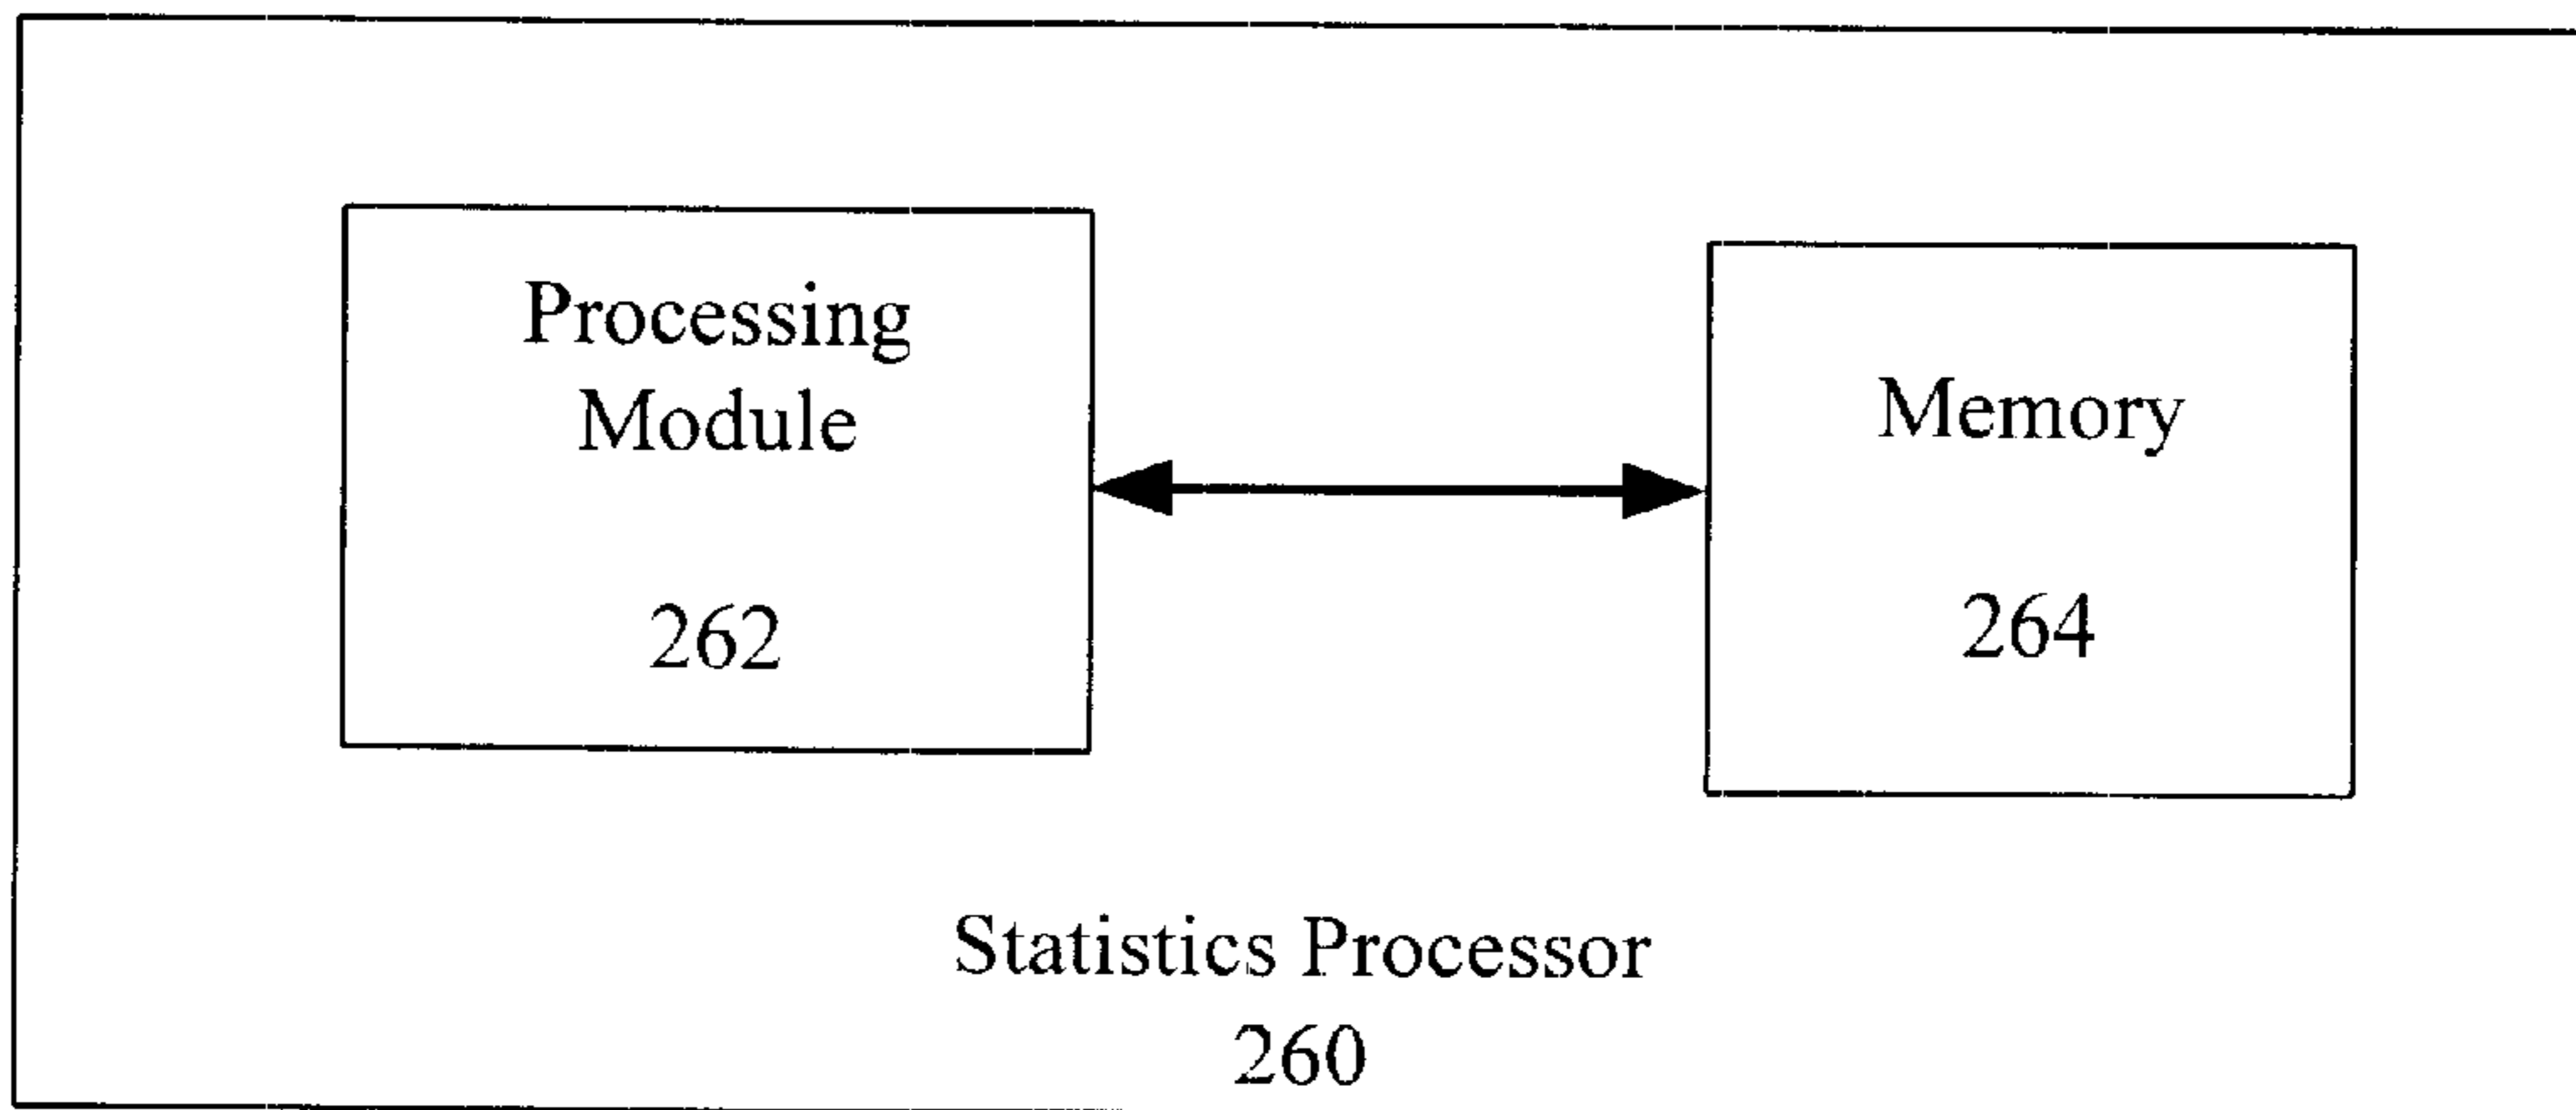 Processing
Module
262
Memory
264
Statistics Processor
260